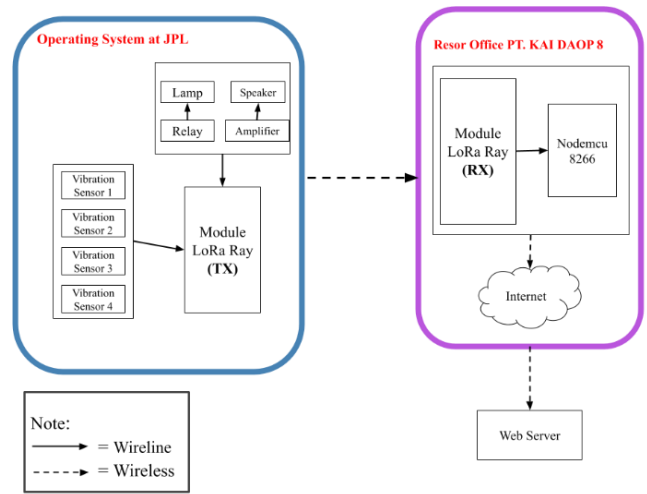 Operating System at JPL
Lamp
Speaker
Relay
Amplifier
Vibration
Sensor 1
Vibration
Sensor 2
Vibration
Sensor 3
Vibration
Sensor 4
Module
LoRa Ray
(TX)
Resor Office PT. KAI DAOP 8
Module
LoRa Ray
(RX)
Nodemcu
8266
Internet
Web Server
Note:
= Wireline
= Wireless